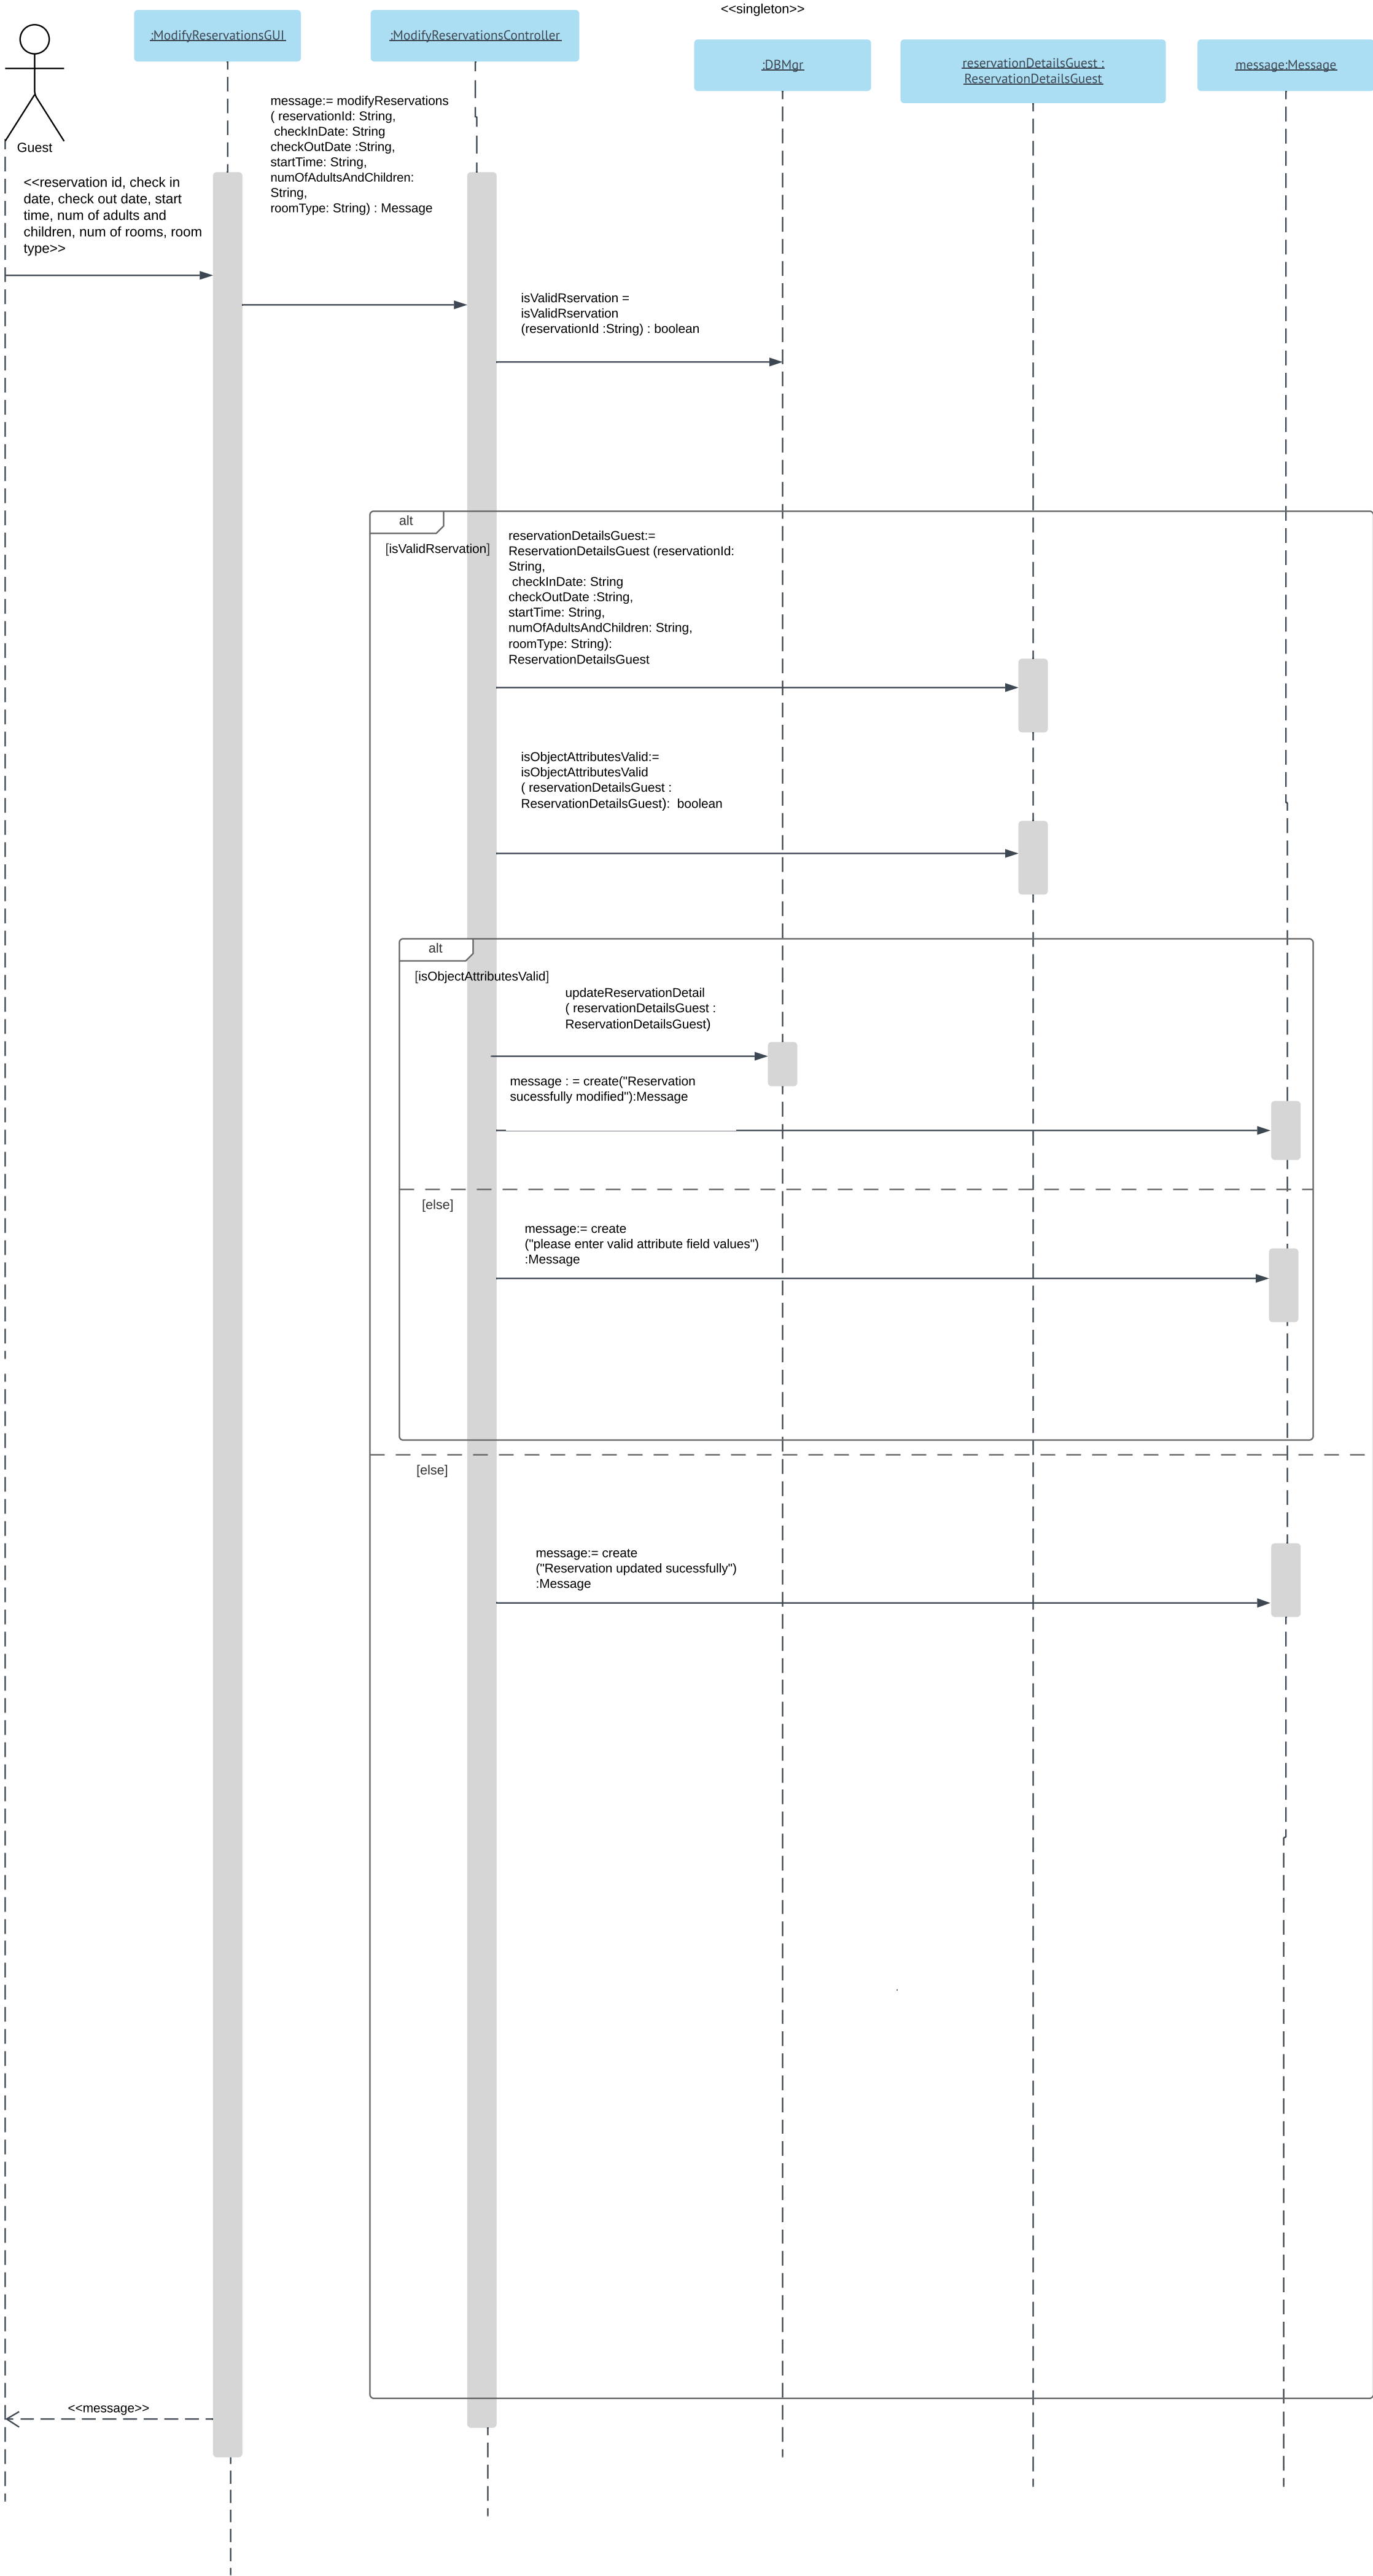 <<singleton>>
:ModifyReservationsGUI
:ModifyReservationsController
:DBMgr
reservationDetailsGuest :
ReservationDetailsGuest
message:Message
Guest
message:= modifyReservations
( reservationId: String,
checkInDate: String
checkOutDate :String,
startTime: String,
numOfAdultsAndChildren:
String,
roomType: String) : Message
<<reservation id, check in
date, check out date, start
time, num of adults and
children, num of rooms, room
type>>
isValidRservation =
isValidRservation
(reservationId :String) : boolean
alt
[isValidRservation]
reservationDetailsGuest:=
ReservationDetailsGuest (reservationId:
String,
checkInDate: String
checkOutDate :String,
startTime: String,
numOfAdultsAndChildren: String,
roomType: String):
ReservationDetailsGuest
isObjectAttributesValid:=
isObjectAttributesValid
( reservationDetailsGuest :
ReservationDetailsGuest):  boolean
alt
[isObjectAttributesValid]
updateReservationDetail
( reservationDetailsGuest :
ReservationDetailsGuest)
message : = create("Reservation
sucessfully modified"):Message
[else]
message:= create
("please enter valid attribute field values")
:Message
[else]
message:= create
("Reservation updated sucessfully")
:Message
<<message>>